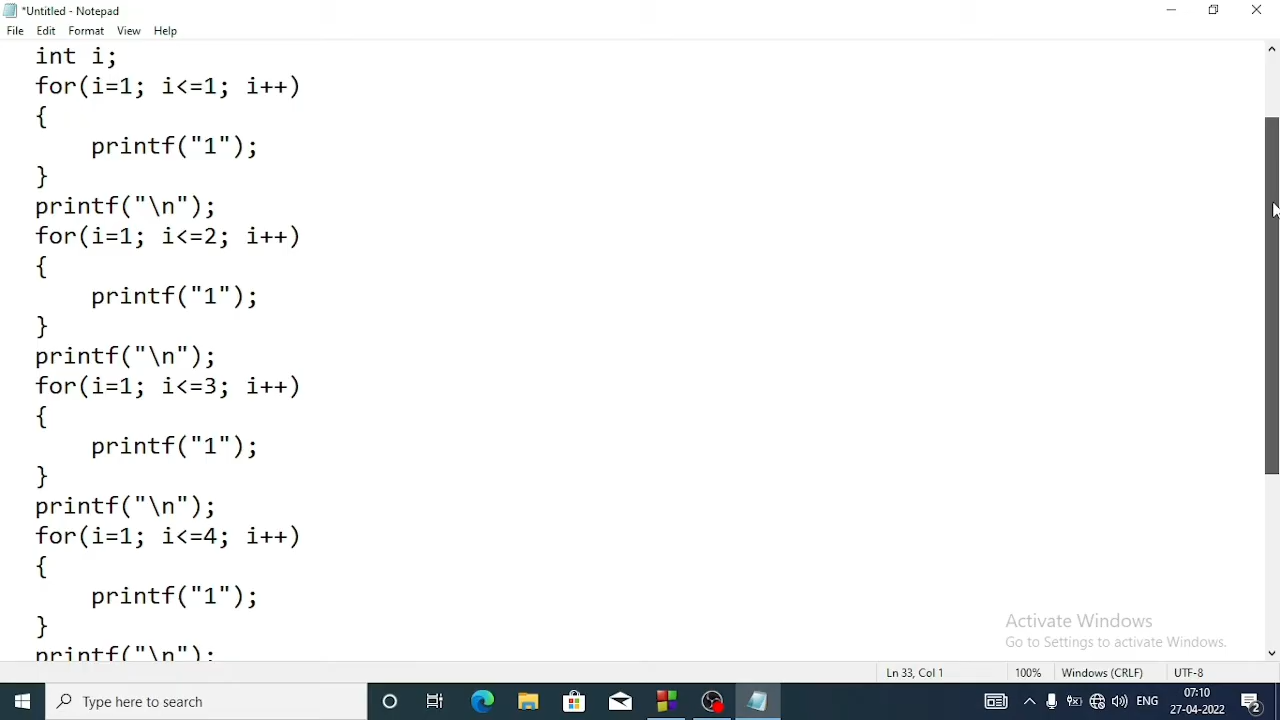 *Untitled - Notepad
File Edit Format View Help
int i;
for(i=1; i<=1; i++)
{
printf("1");
}
printf("\n");
for(i=1; i<=2; i++)
{
printf("1");
}
printf("\n");
for(i=1; i<=3; i++)
{
printf("1");
}
printf("\n");
for(i=1; i<=4; i++)
{
printf("1");
}
printf("\n");
Activate Windows
Go to Settings to activate Windows.
Ln 33, Col 1 100% Windows (CRLF) UTF-8
Type here to search ENG 07:10
27-04-2022 2